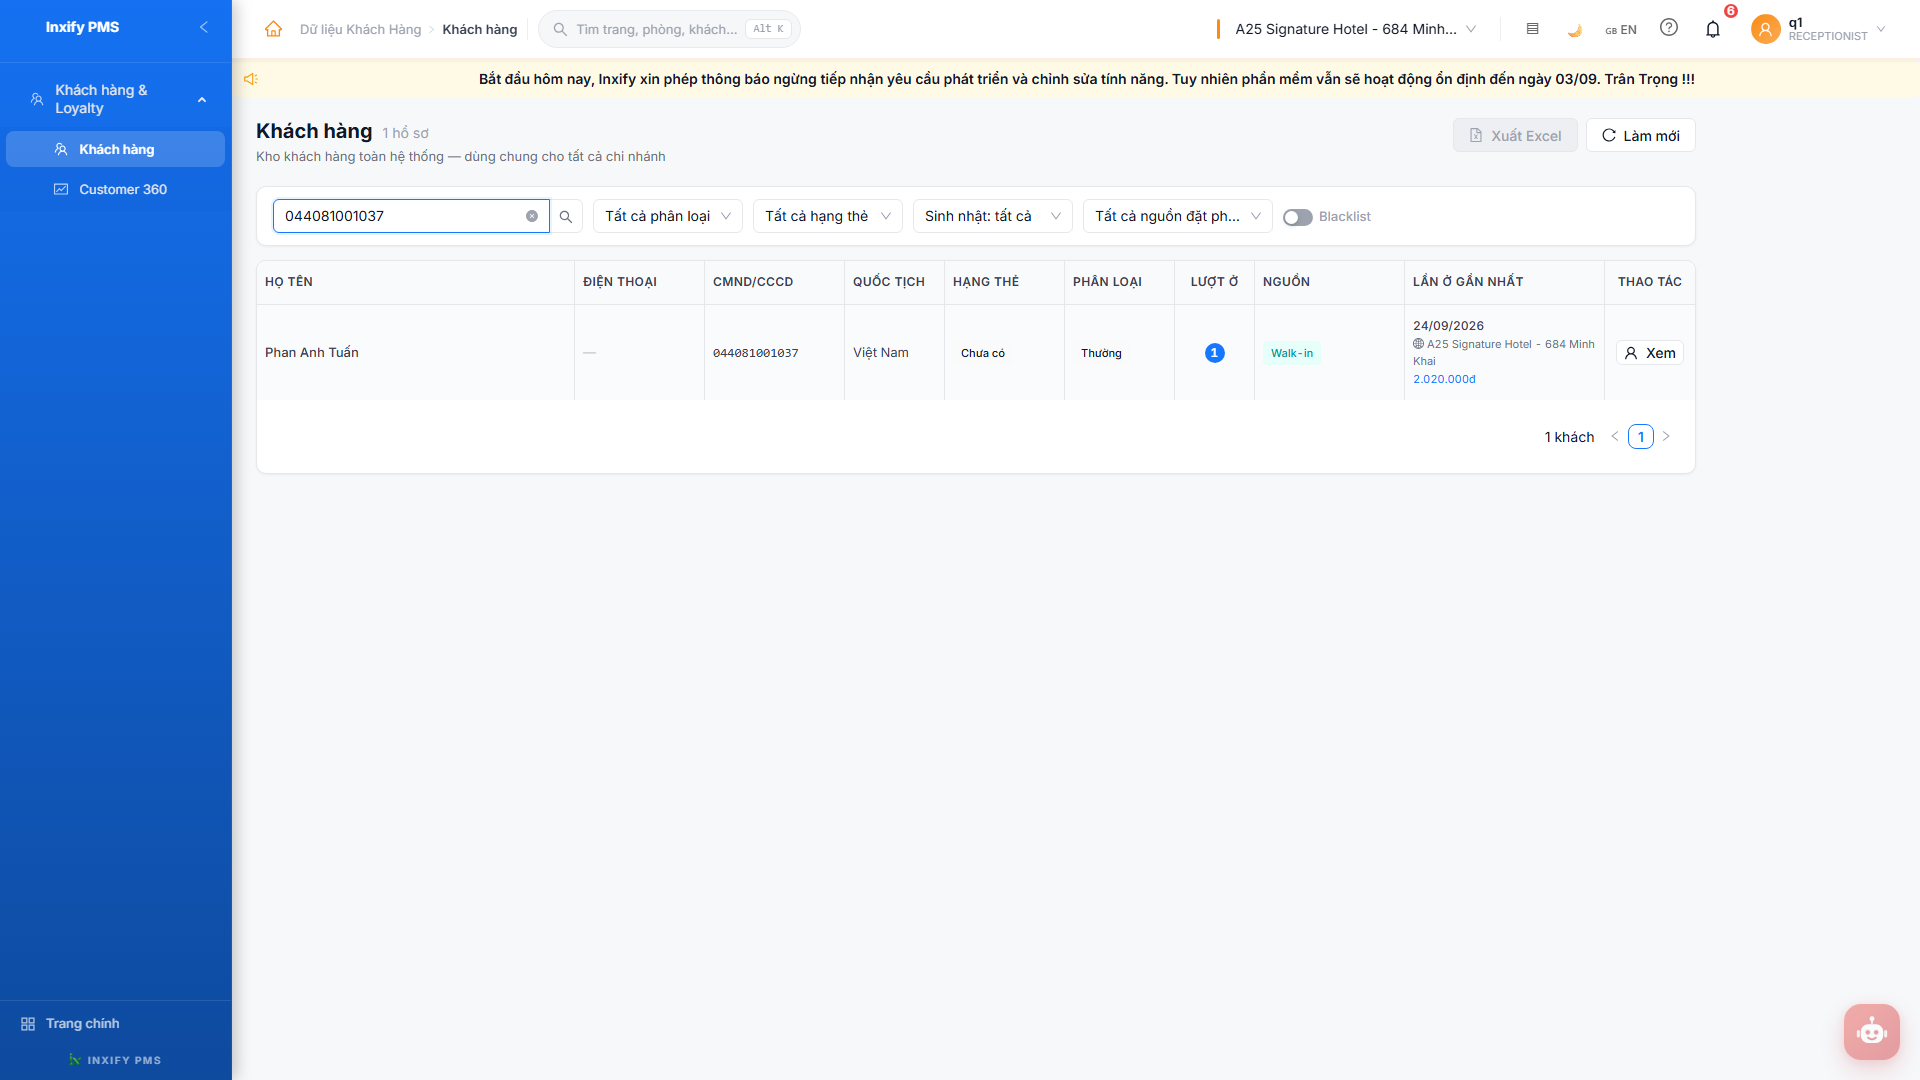 Inxify PMS
Khách hàng & Loyalty
Khách hàng
Customer 360
Trang chính
INXIFY PMS
Dữ liệu Khách Hàng
Khách hàng
Tìm trang, phòng, khách...
Alt K
A25 Signature Hotel - 684 Minh...
GB EN
6
q1
RECEPTIONIST
Bắt đầu hôm nay, Inxify xin phép thông báo ngừng tiếp nhận yêu cầu phát triển và chỉnh sửa tính năng. Tuy nhiên phần mềm vẫn sẽ hoạt động ổn định đến ngày 03/09. Trân Trọng !!!
Khách hàng 1 hồ sơ
Kho khách hàng toàn hệ thống — dùng chung cho tất cả chi nhánh
Xuất Excel
Làm mới
044081001037
Tất cả phân loại
Tất cả hạng thẻ
Sinh nhật: tất cả
Tất cả nguồn đặt ph...
Blacklist
HỌ TÊN
ĐIỆN THOẠI
CMND/CCCD
QUỐC TỊCH
HẠNG THẺ
PHÂN LOẠI
LƯỢT Ở
NGUỒN
LẦN Ở GẦN NHẤT
THAO TÁC
Phan Anh Tuấn
—
044081001037
Việt Nam
Chưa có
Thường
1
Walk-in
24/09/2026
A25 Signature Hotel - 684 Minh
Khai
2.020.000đ
Xem
1 khách
1